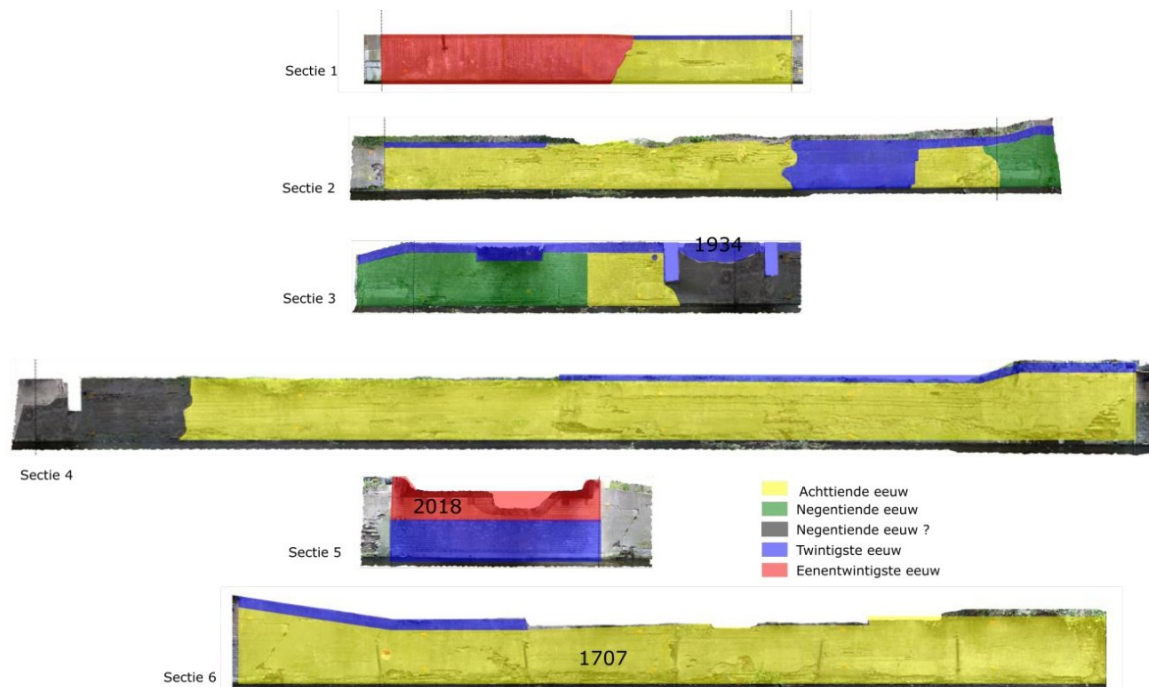 Sectie 1
Sectie 2
1934
Sectie 3
Sectie 4
2018
Sectie 5
Achttiende eeuw
Negentiende eeuw
Negentiende eeuw ?
Twintigste eeuw
Eenentwintigste eeuw
1707
Sectie 6